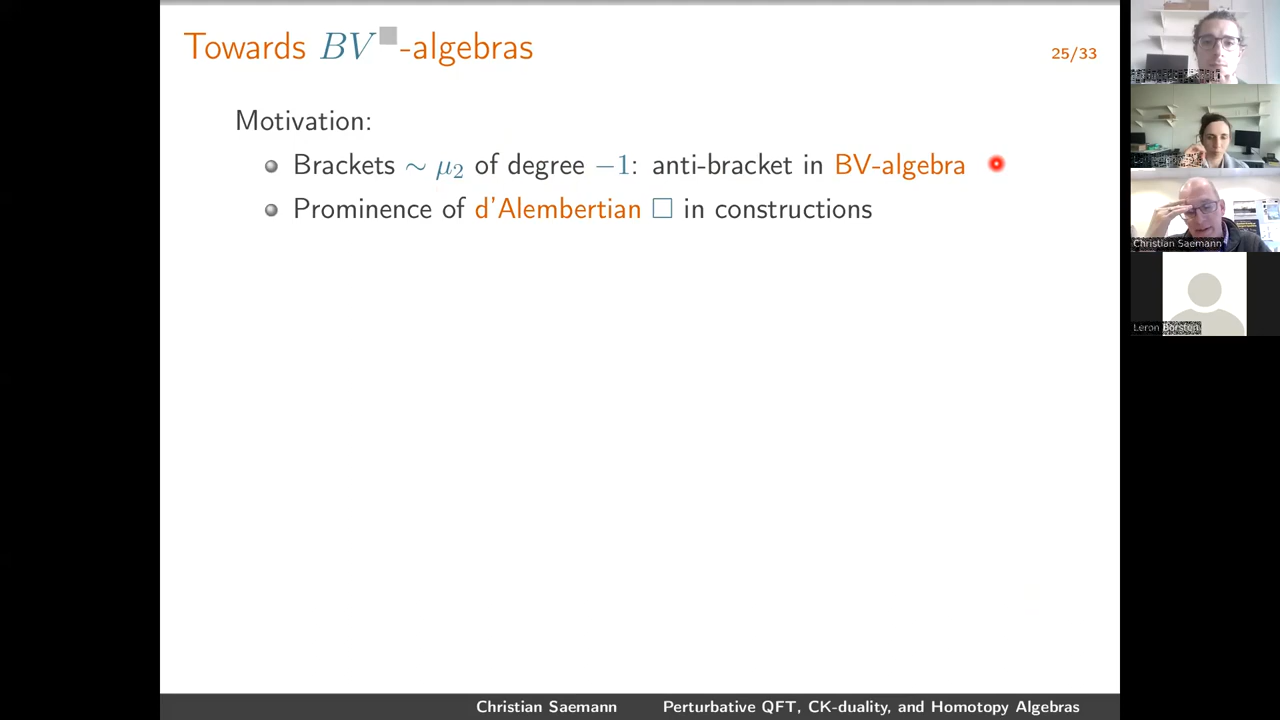 Towards BV■-algebras
25/33
Motivation:
Brackets ∼ μ₂ of degree −1: anti-bracket in BV-algebra
Prominence of d'Alembertian □ in constructions
Christian Saemann
Leron Borsten
Christian Saemann Perturbative QFT, CK-duality, and Homotopy Algebras